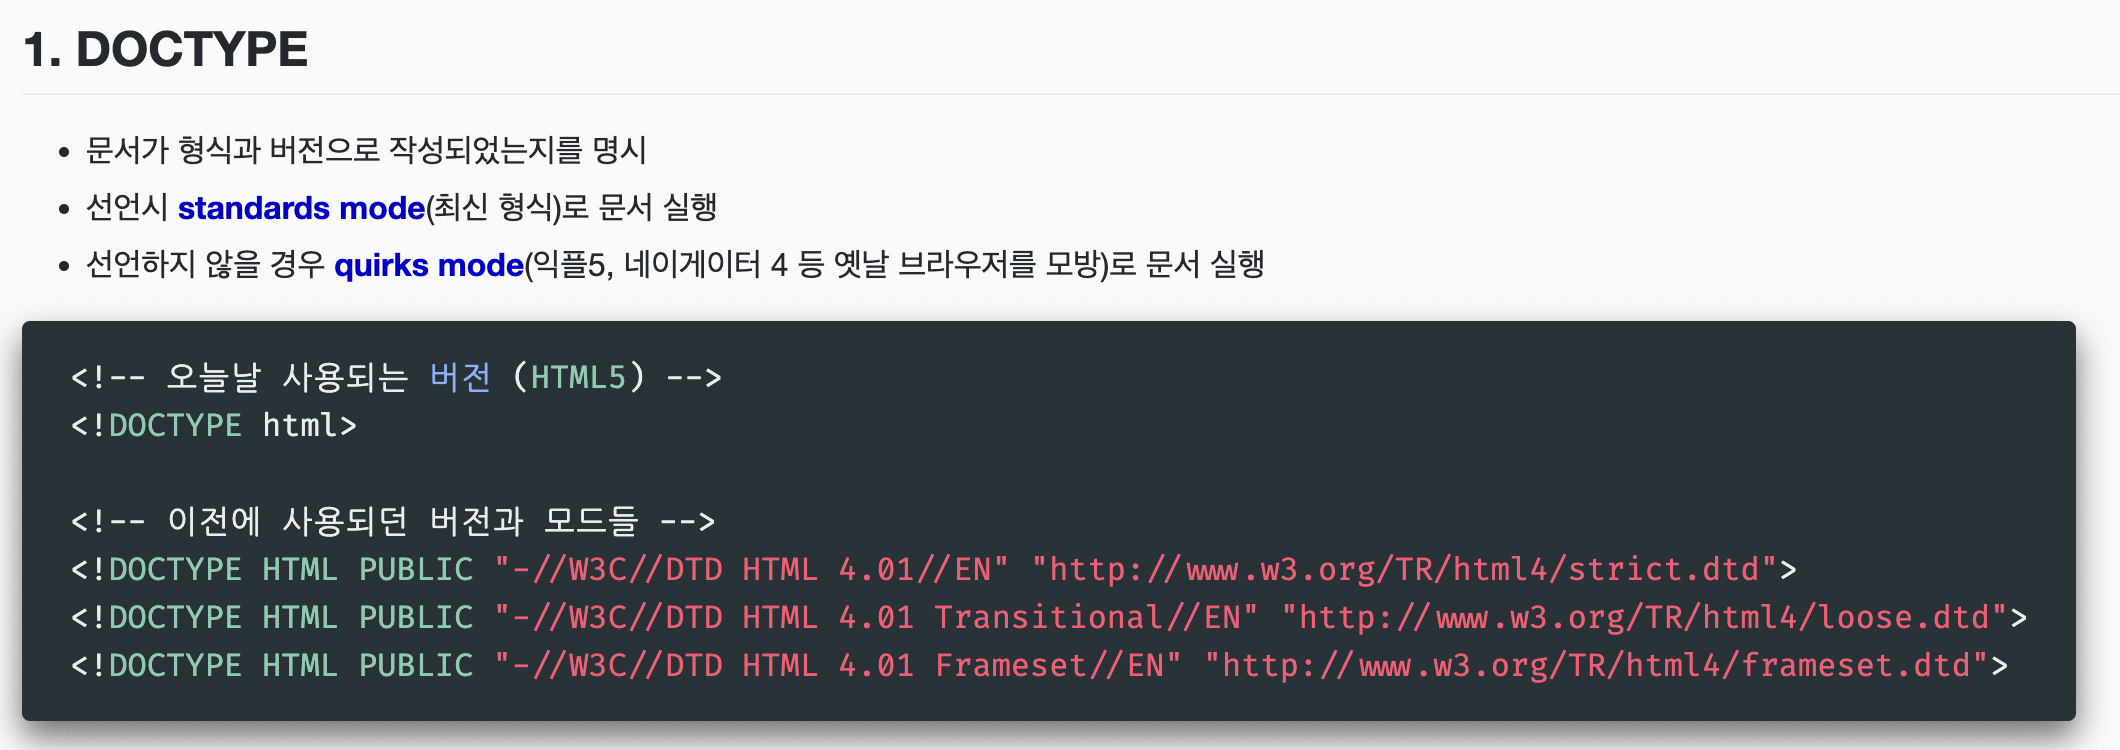 1. DOCTYPE
• 문서가 형식과 버전으로 작성되었는지를 명시
• 선언시 standards mode(최신 형식)로 문서 실행
• 선언하지 않을 경우 quirks mode(익플5, 네이게이터 4 등 옛날 브라우저를 모방)로 문서 실행
<!-- 오늘날 사용되는 버전 (HTML5) -->
<!DOCTYPE html>
<!-- 이전에 사용되던 버전과 모드들 -->
<!DOCTYPE HTML PUBLIC "-//W3C//DTD HTML 4.01//EN" "http://www.w3.org/TR/html4/strict.dtd">
<!DOCTYPE HTML PUBLIC "-//W3C//DTD HTML 4.01 Transitional//EN" "http://www.w3.org/TR/html4/loose.dtd">
<!DOCTYPE HTML PUBLIC "-//W3C//DTD HTML 4.01 Frameset//EN" "http://www.w3.org/TR/html4/frameset.dtd">